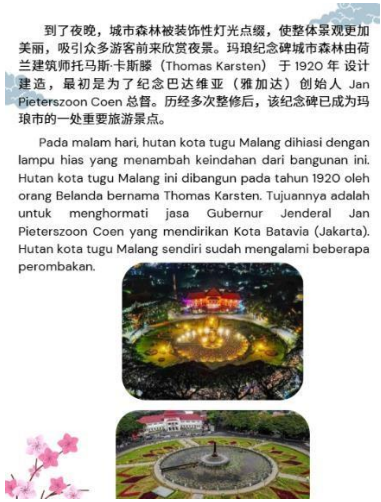 到了夜晚，城市森林被装饰性灯光点缀，使整体景观更加
美丽，吸引众多游客前来欣赏夜景。玛琅纪念碑城市森林由荷
兰建筑师托马斯·卡斯滕（Thomas Karsten） 于 1920 年 设计
建造，最初是为了纪念巴达维亚（雅加达）创始人 Jan
Pieterszoon Coen 总督。历经多次整修后，该纪念碑已成为玛
琅市的一处重要旅游景点。
Pada malam hari, hutan kota tugu Malang dihiasi dengan
lampu hias yang menambah keindahan dari bangunan ini.
Hutan kota tugu Malang ini dibangun pada tahun 1920 oleh
orang Belanda bernama Thomas Karsten. Tujuannya adalah
untuk menghormati jasa Gubernur Jenderal Jan
Pieterszoon Coen yang mendirikan Kota Batavia (Jakarta).
Hutan kota tugu Malang sendiri sudah mengalami beberapa
perombakan.